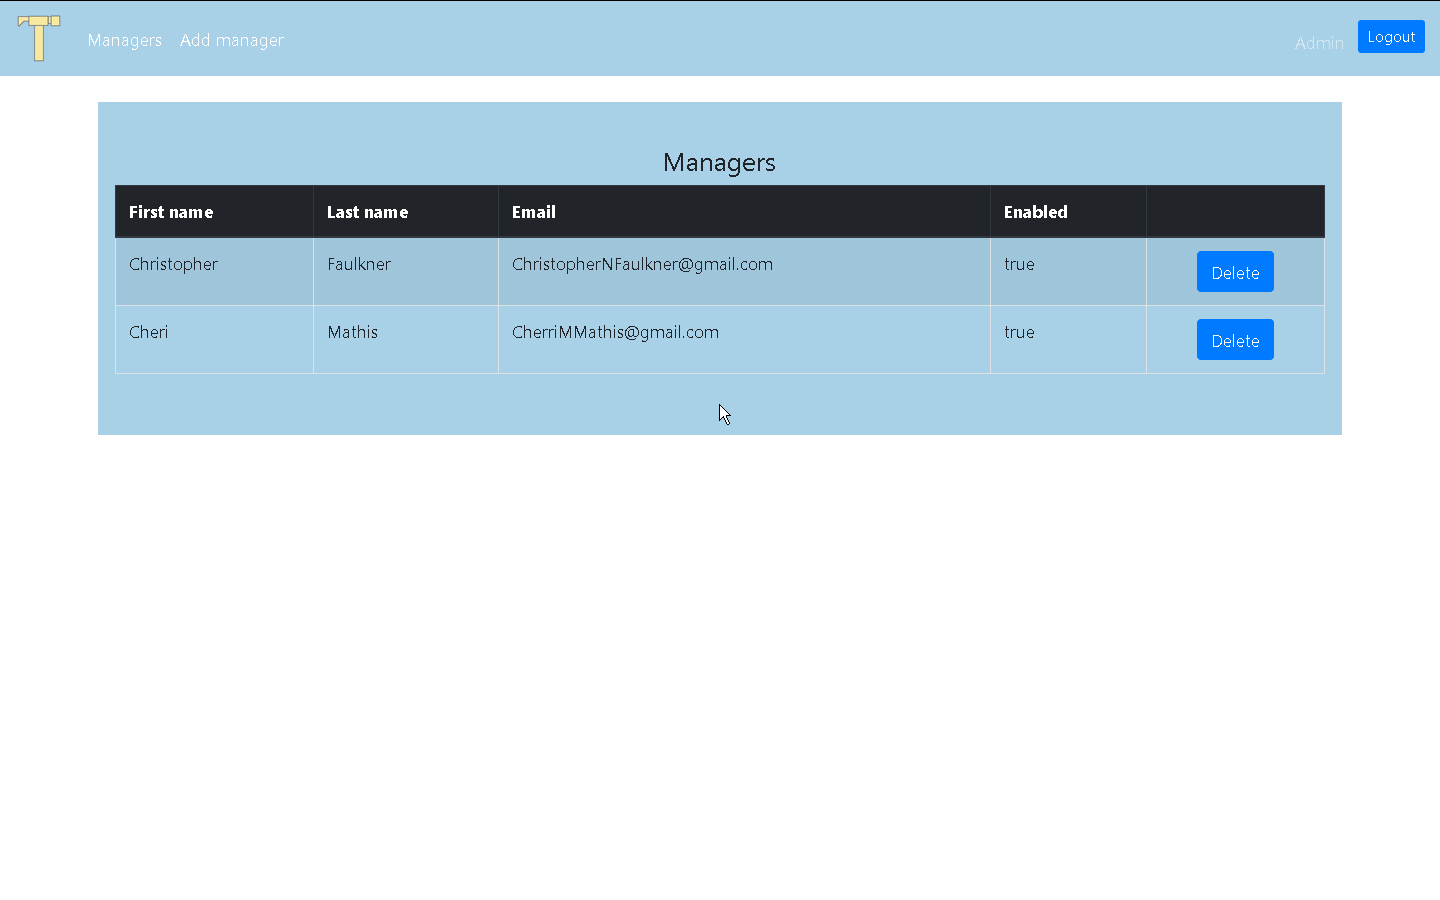 Managers Add manager Admin Logout
Managers
First name Last name Email Enabled
Christopher Faulkner ChristopherNFaulkner@gmail.com true Delete
Cheri Mathis CherriMMathis@gmail.com true Delete